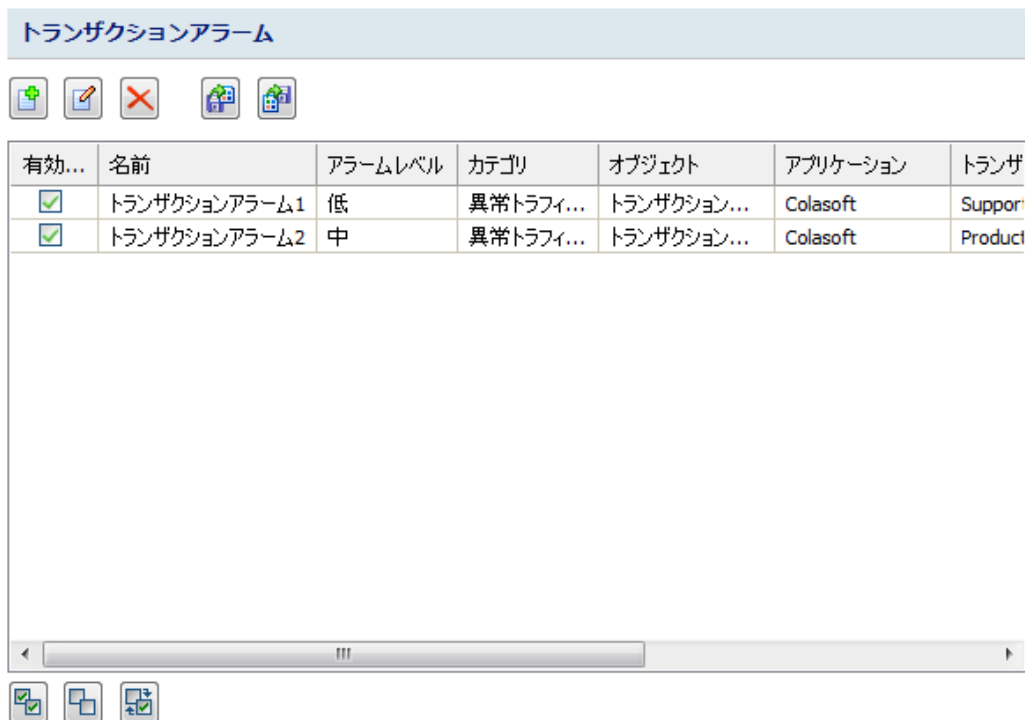 トランザクションアラーム
有効... 名前 アラームレベル カテゴリ オブジェクト アプリケーション トランザ
トランザクションアラーム1 低 異常トラフィ... トランザクション... Colasoft Suppor
トランザクションアラーム2 中 異常トラフィ... トランザクション... Colasoft Product